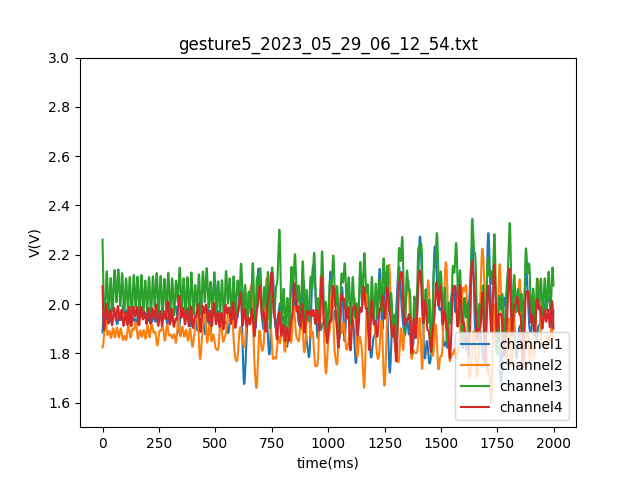 gesture5_2023_05_29_06_12_54.txt
3.0
2.8
2.6
2.4
2.2
2.0
1.8
1.6
V(V)
channel1
channel2
channel3
channel4
0 250 500 750 1000 1250 1500 1750 2000
time(ms)